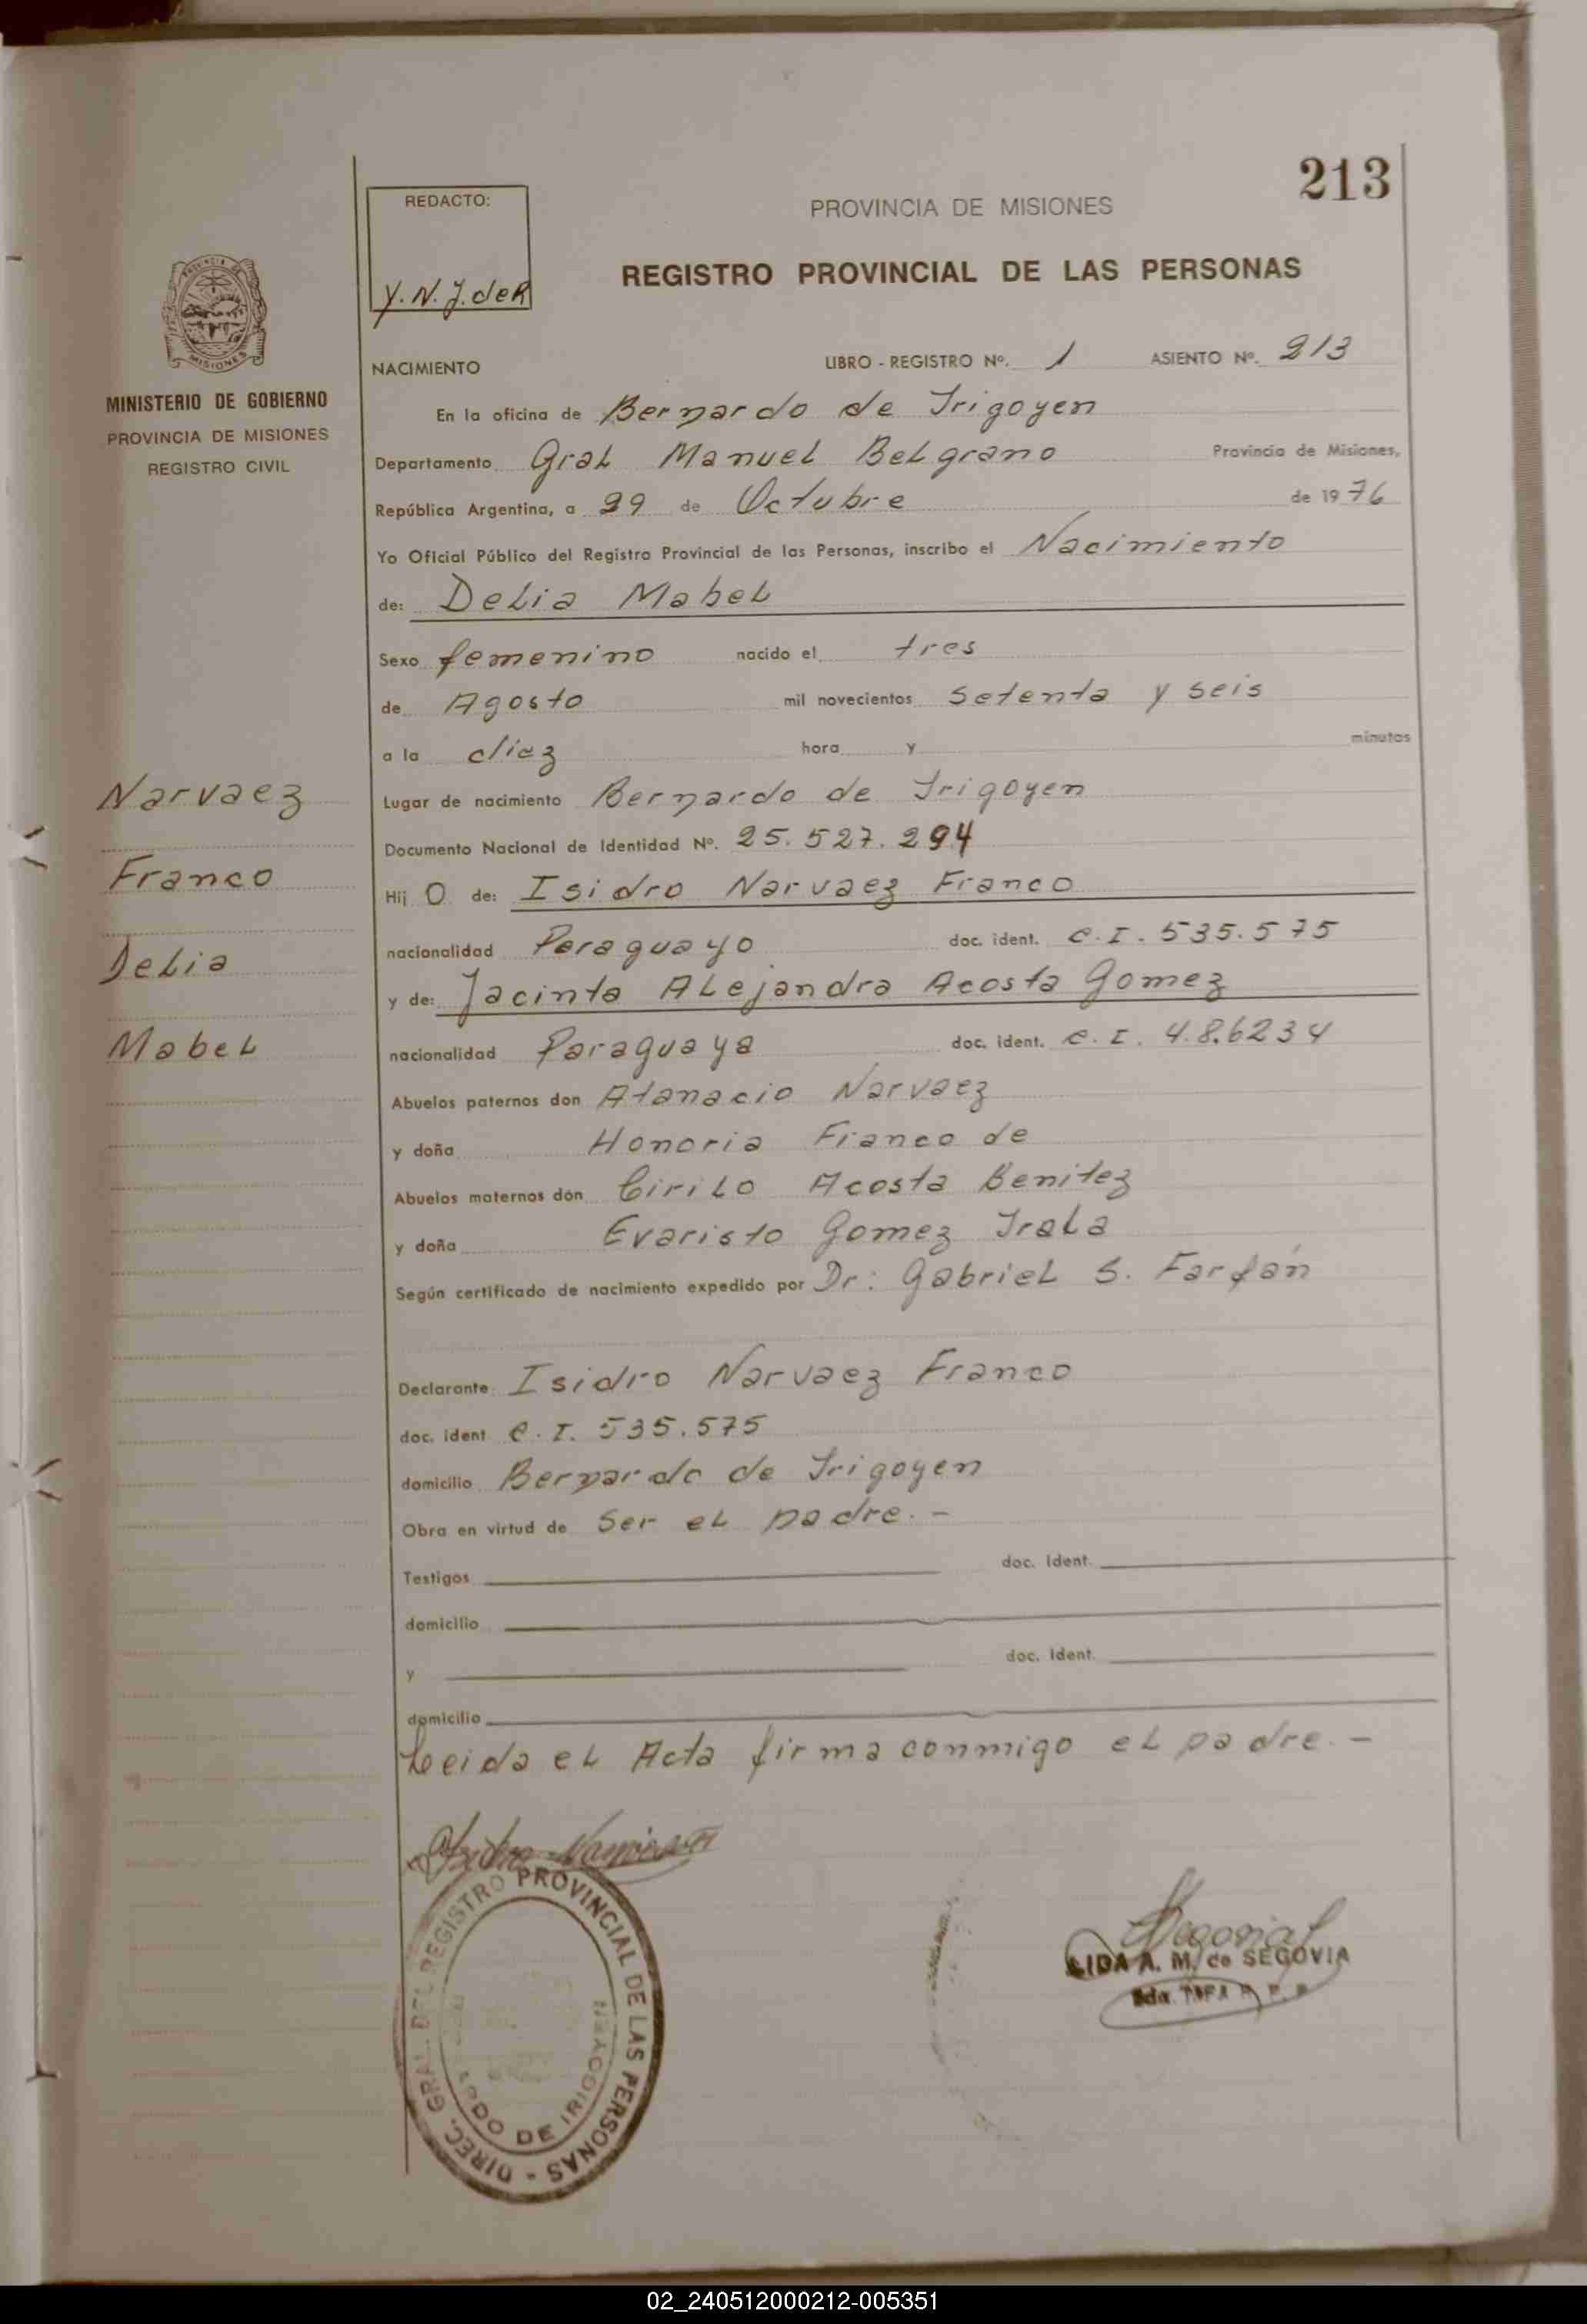 213
REDACTO:
Y. N. J. de R
PROVINCIA DE MISIONES
REGISTRO PROVINCIAL DE LAS PERSONAS
MINISTERIO DE GOBIERNO
PROVINCIA DE MISIONES
REGISTRO CIVIL
NACIMIENTO LIBRO - REGISTRO Nº. 1 ASIENTO Nº. 213
En la oficina de Bernardo de Irigoyen
Departamento Gral Manuel Belgrano Provincia de Misiones,
República Argentina, a 29 de Octubre de 1976
Yo Oficial Público del Registro Provincial de las Personas, inscribo el Nacimiento
de: Delia Mabel
Sexo femenino nacido el tres
de Agosto mil novecientos setenta y seis
a la diez hora y minutos
Lugar de nacimiento Bernardo de Irigoyen
Documento Nacional de Identidad Nº. 25.527.294
Hij O de: Isidro Narvaez Franco
nacionalidad Paraguayo doc. ident. C.I. 535.575
y de: Jacinta Alejandra Acosta Gomez
nacionalidad Paraguaya doc. ident. C.I. 4.8.6234
Abuelos paternos don Atanacio Narvaez
y doña Honoria Franco de
Abuelos maternos don Cirilo Acosta Benitez
y doña Evaristo Gomez Irala
Según certificado de nacimiento expedido por Dr: Gabriel S. Farfán
Declarante Isidro Narvaez Franco
doc. ident C.I. 535.575
domicilio Bernardo de Irigoyen
Obra en virtud de ser el padre. -
Testigos doc. Ident.
domicilio
y doc. Ident.
domicilio
Leida el Acta firma conmigo el padre. -
Narvaez
Franco
Delia
Mabel
Isidro Narvaez F
DIREC. GRAL. DEL REGISTRO PROVINCIAL DE LAS PERSONAS -
DE IRIGOYEN
Segovia
LIDA A. M. de SEGOVIA
02_240512000212-005351